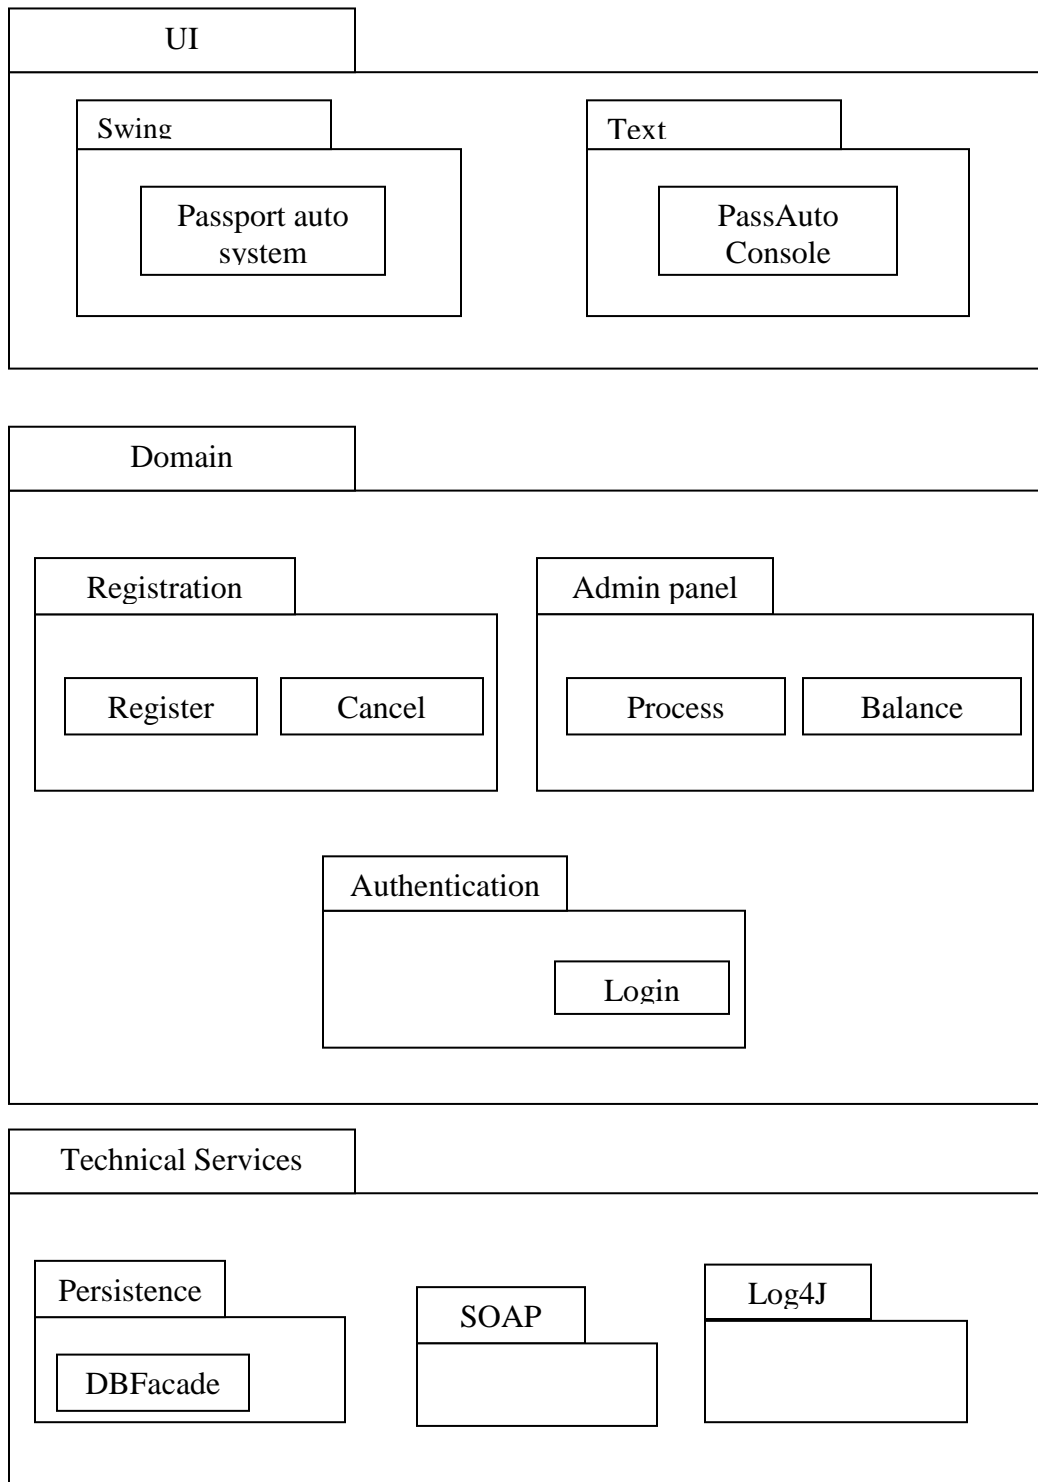 UI
Swing
Text
Passport auto
system
PassAuto
Console
Domain
Registration
Admin panel
Register
Cancel
Process
Balance
Authentication
Login
Technical Services
Persistence
SOAP
Log4J
DBFacade